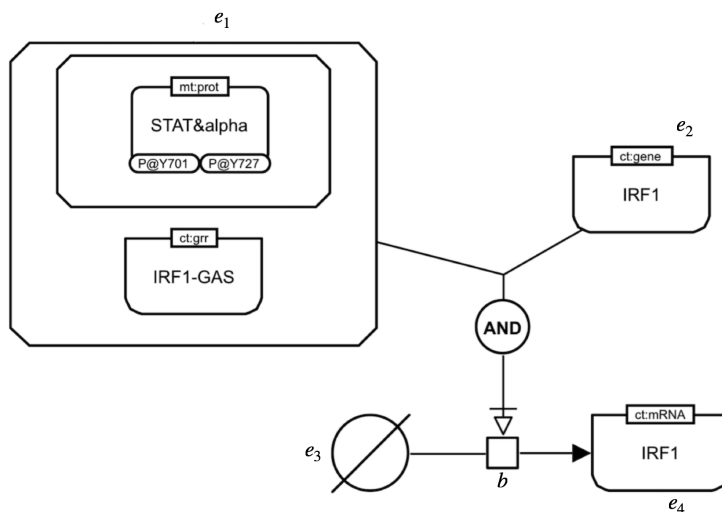 e1
mt:prot
STAT&alpha
P@Y701 P@Y727
ct:grr
IRF1-GAS
e2
ct:gene
IRF1
AND
e3
b
ct:mRNA
IRF1
e4